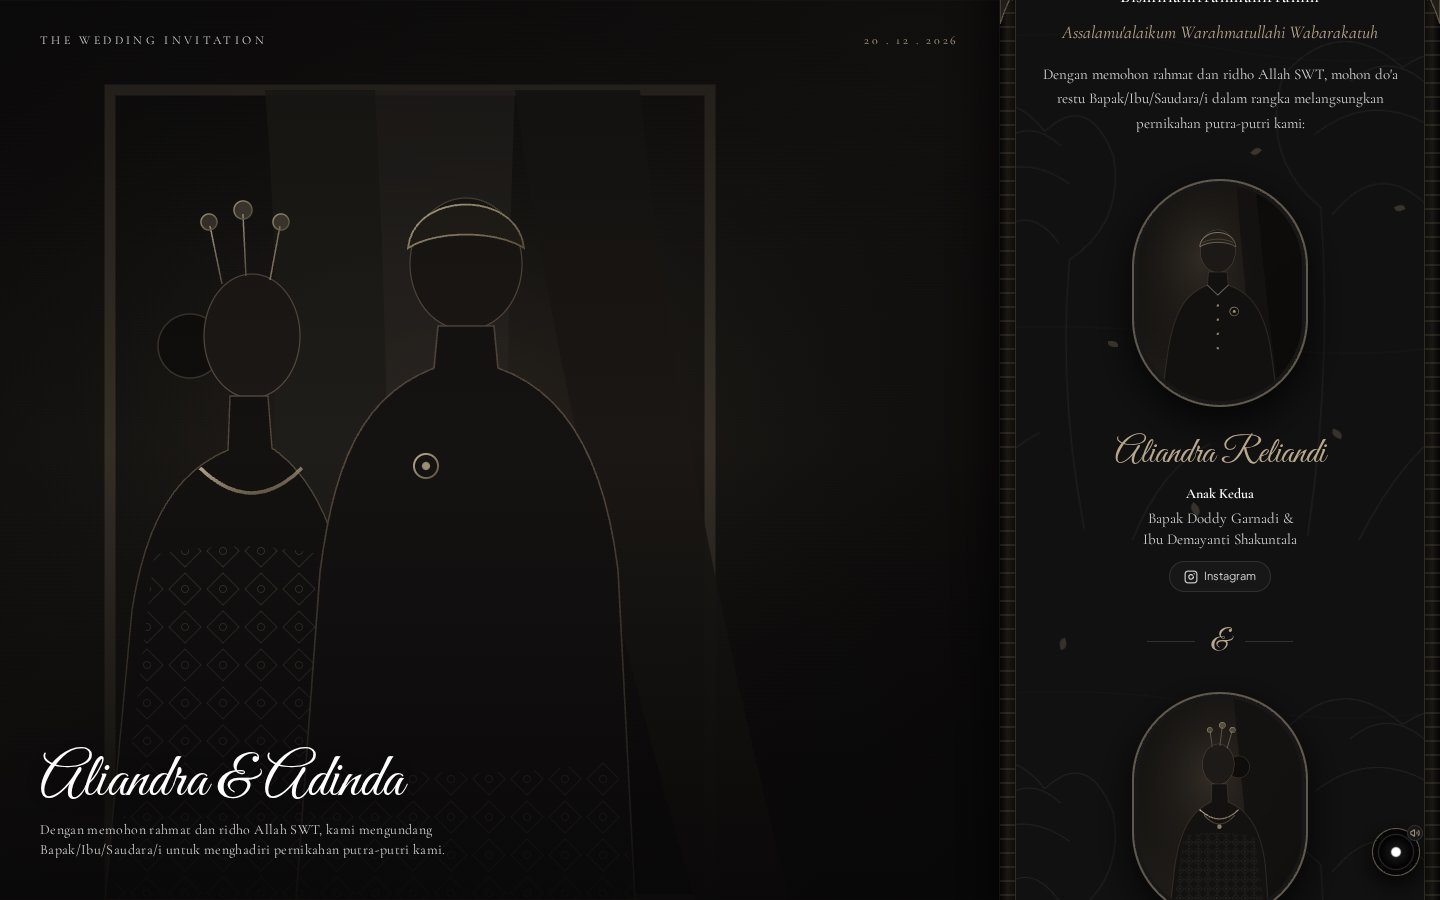 THE WEDDING INVITATION
20 . 12 . 2026
Aliandra & Adinda
Dengan memohon rahmat dan ridho Allah SWT, kami mengundang
Bapak/Ibu/Saudara/i untuk menghadiri pernikahan putra-putri kami.
Assalamu'alaikum Warahmatullahi Wabarakatuh
Dengan memohon rahmat dan ridho Allah SWT, mohon do'a
restu Bapak/Ibu/Saudara/i dalam rangka melangsungkan
pernikahan putra-putri kami:
Aliandra Reliandi
Anak Kedua
Bapak Doddy Garnadi &
Ibu Demayanti Shakuntala
Instagram
&